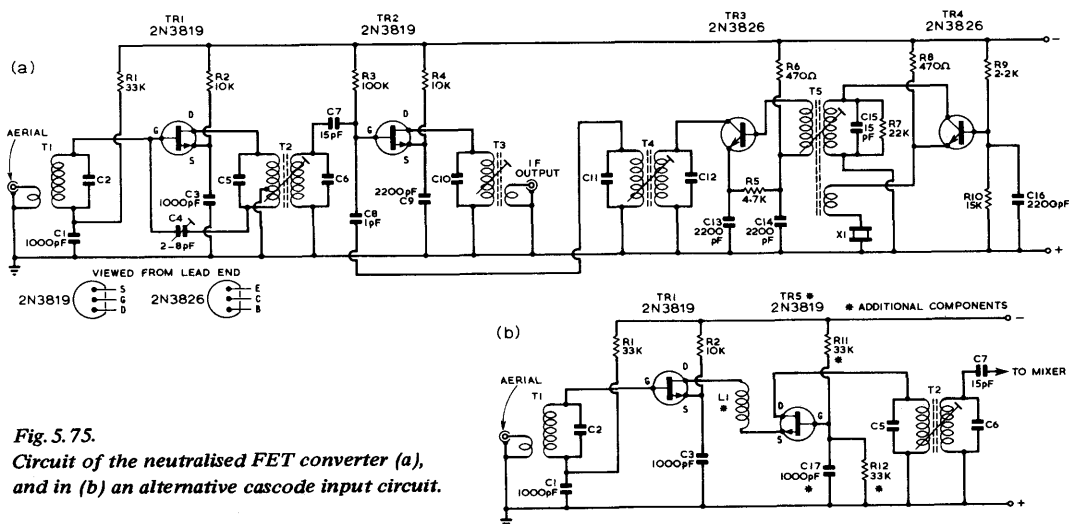 (a)
TR1
2N3819
TR2
2N3819
TR3
2N3826
TR4
2N3826
−
R1
33K
R2
10K
R3
100K
R4
10K
R6
470Ω
R8
470Ω
R9
2·2K
AERIAL
T1
C2
G
D
S
C3
1000pF
C5
C4
2-8pF
T2
C6
C7
15pF
C1
1000pF
C8
1pF
G
D
S
2200pF
C9
C10
T3
IF
OUTPUT
C11
T4
C12
R5
4·7K
C13
2200
pF
C14
2200
pF
T5
C15
15
pF
R7
22K
X1
R10
15K
C16
2200pF
+
VIEWED FROM LEAD END
2N3819
S
G
D
2N3826
E
C
B
(b)
TR1
2N3819
TR5 *
2N3819
* ADDITIONAL COMPONENTS
−
R1
33K
R2
10K
R11
33K
*
AERIAL
T1
C2
G
D
S
L1
*
D
G
S
C3
1000pF
C1
1000pF
C17
1000pF
*
R12
33K
*
C5
T2
C6
C7
15pF
TO MIXER
+
Fig. 5.75.
Circuit of the neutralised FET converter (a),
and in (b) an alternative cascode input circuit.